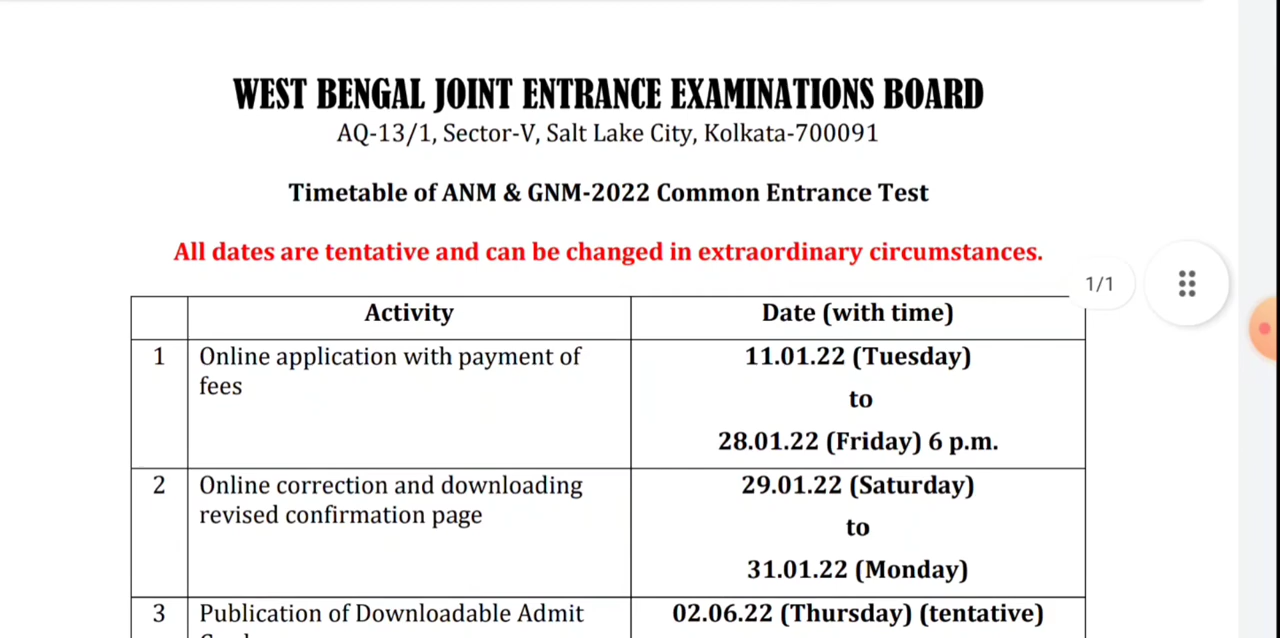 WEST BENGAL JOINT ENTRANCE EXAMINATIONS BOARD
AQ-13/1, Sector-V, Salt Lake City, Kolkata-700091
Timetable of ANM & GNM-2022 Common Entrance Test
All dates are tentative and can be changed in extraordinary circumstances.
1/1
Activity Date (with time)
1 Online application with payment of
fees
11.01.22 (Tuesday)
to
28.01.22 (Friday) 6 p.m.
2 Online correction and downloading
revised confirmation page
29.01.22 (Saturday)
to
31.01.22 (Monday)
3 Publication of Downloadable Admit
02.06.22 (Thursday) (tentative)